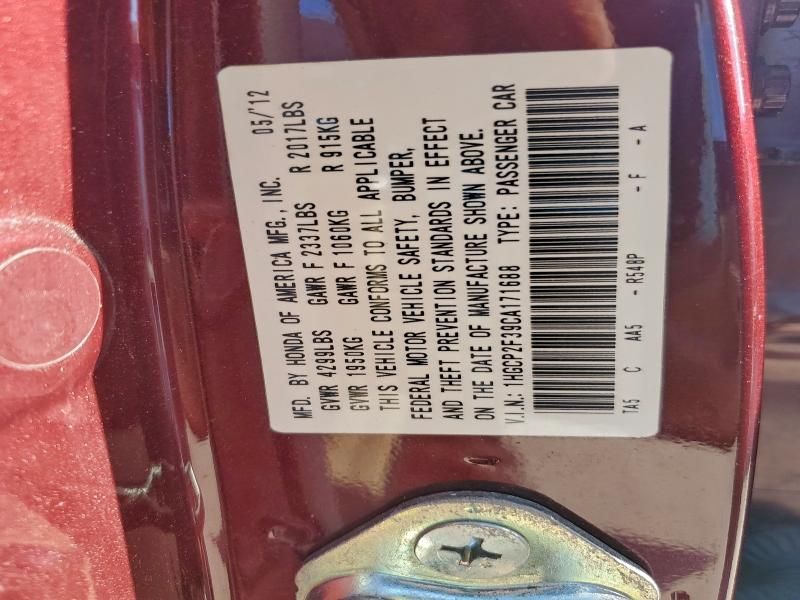 MFD. BY HONDA OF AMERICA MFG., INC. 05/'12
GVWR 4299LBS GAWR F 2337LBS R 2017LBS
GVWR 1950KG GAWR F 1060KG R 915KG
THIS VEHICLE CONFORMS TO ALL APPLICABLE
FEDERAL MOTOR VEHICLE SAFETY, BUMPER,
AND THEFT PREVENTION STANDARDS IN EFFECT
ON THE DATE OF MANUFACTURE SHOWN ABOVE.
V.I.N.: 1HGCP2F39CA171688 TYPE: PASSENGER CAR
TA5 C AA5 - R548P - F - A